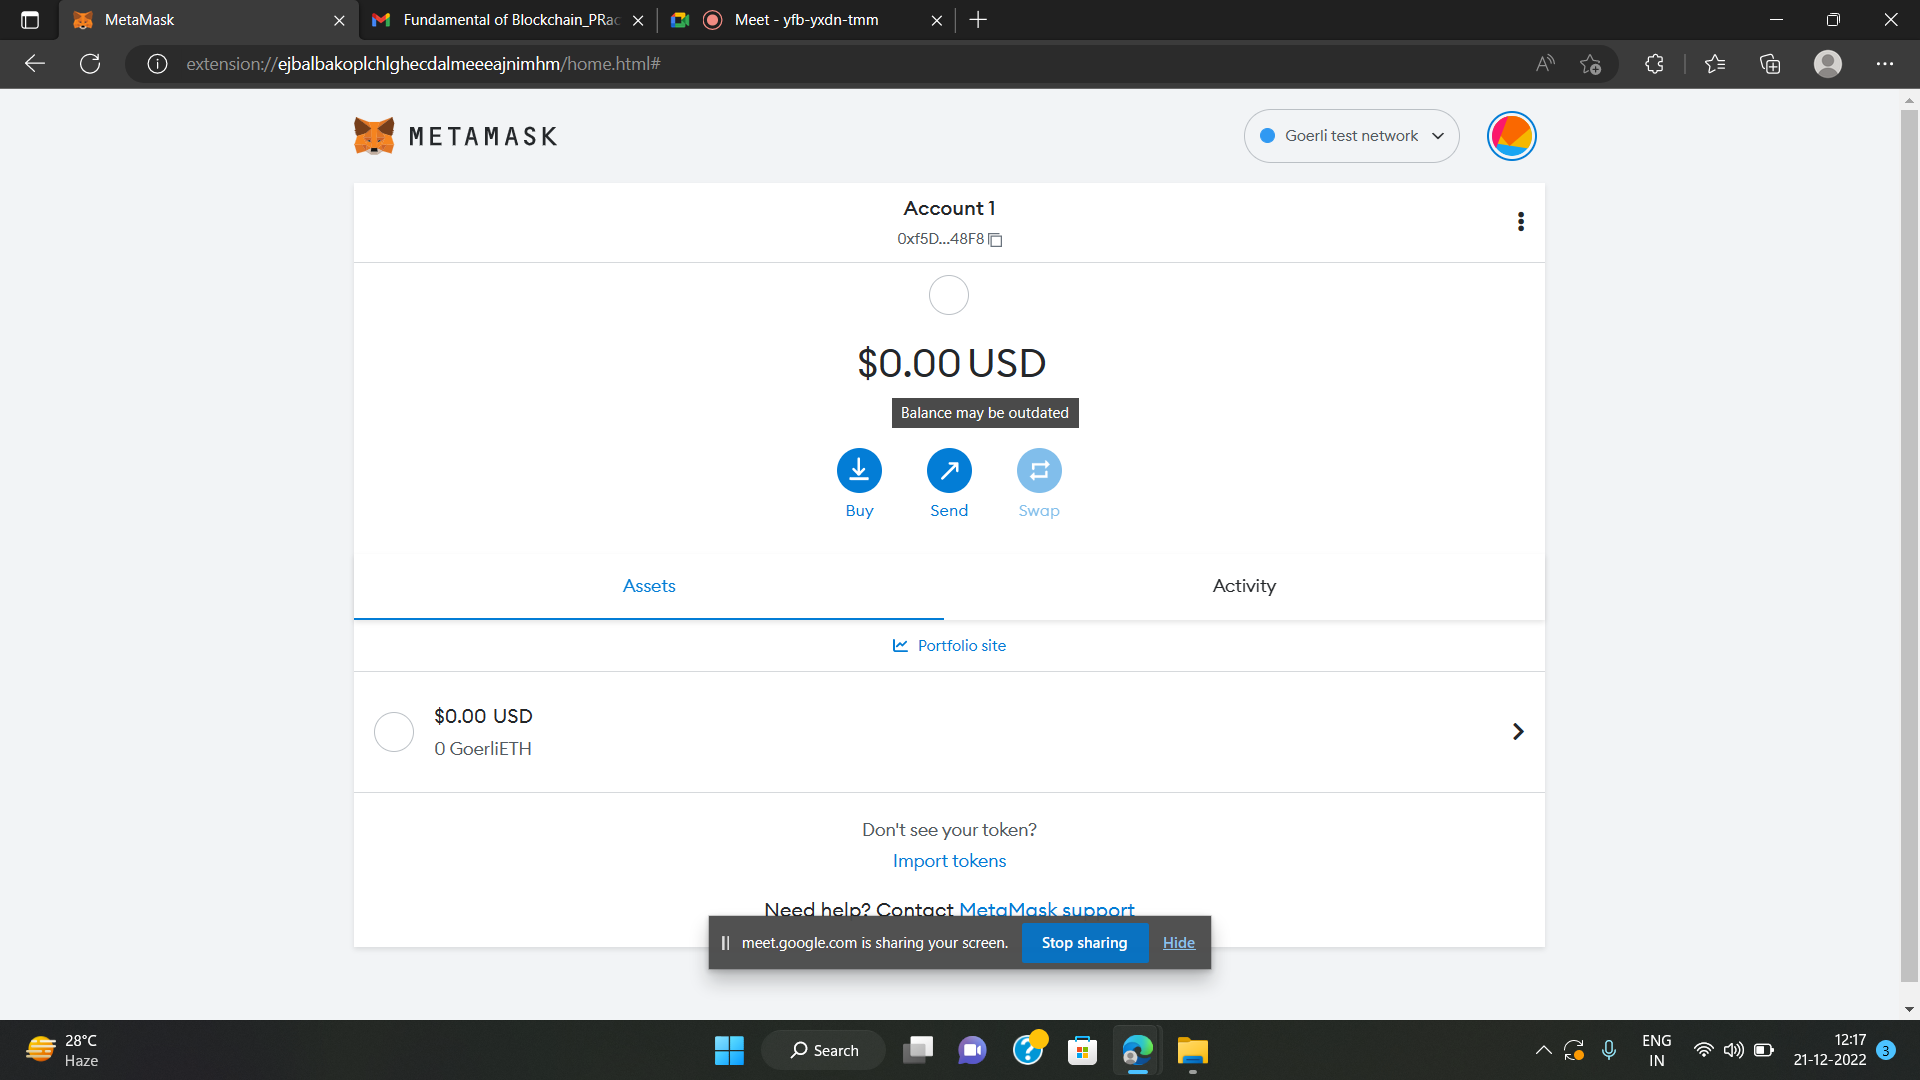 MetaMask
Fundamental of Blockchain_PRac
Meet - yfb-yxdn-tmm
extension://ejbalbakoplchlghecdalmeeeajnimhm/home.html#
METAMASK
Goerli test network
Account 1
0xf5D...48F8
$0.00 USD
Balance may be outdated
Buy
Send
Swap
Assets
Activity
Portfolio site
$0.00 USD
0 GoerliETH
Don't see your token?
Import tokens
Need help? Contact MetaMask support
meet.google.com is sharing your screen.
Stop sharing
Hide
28°C
Haze
Search
ENG
IN
12:17
21-12-2022
3